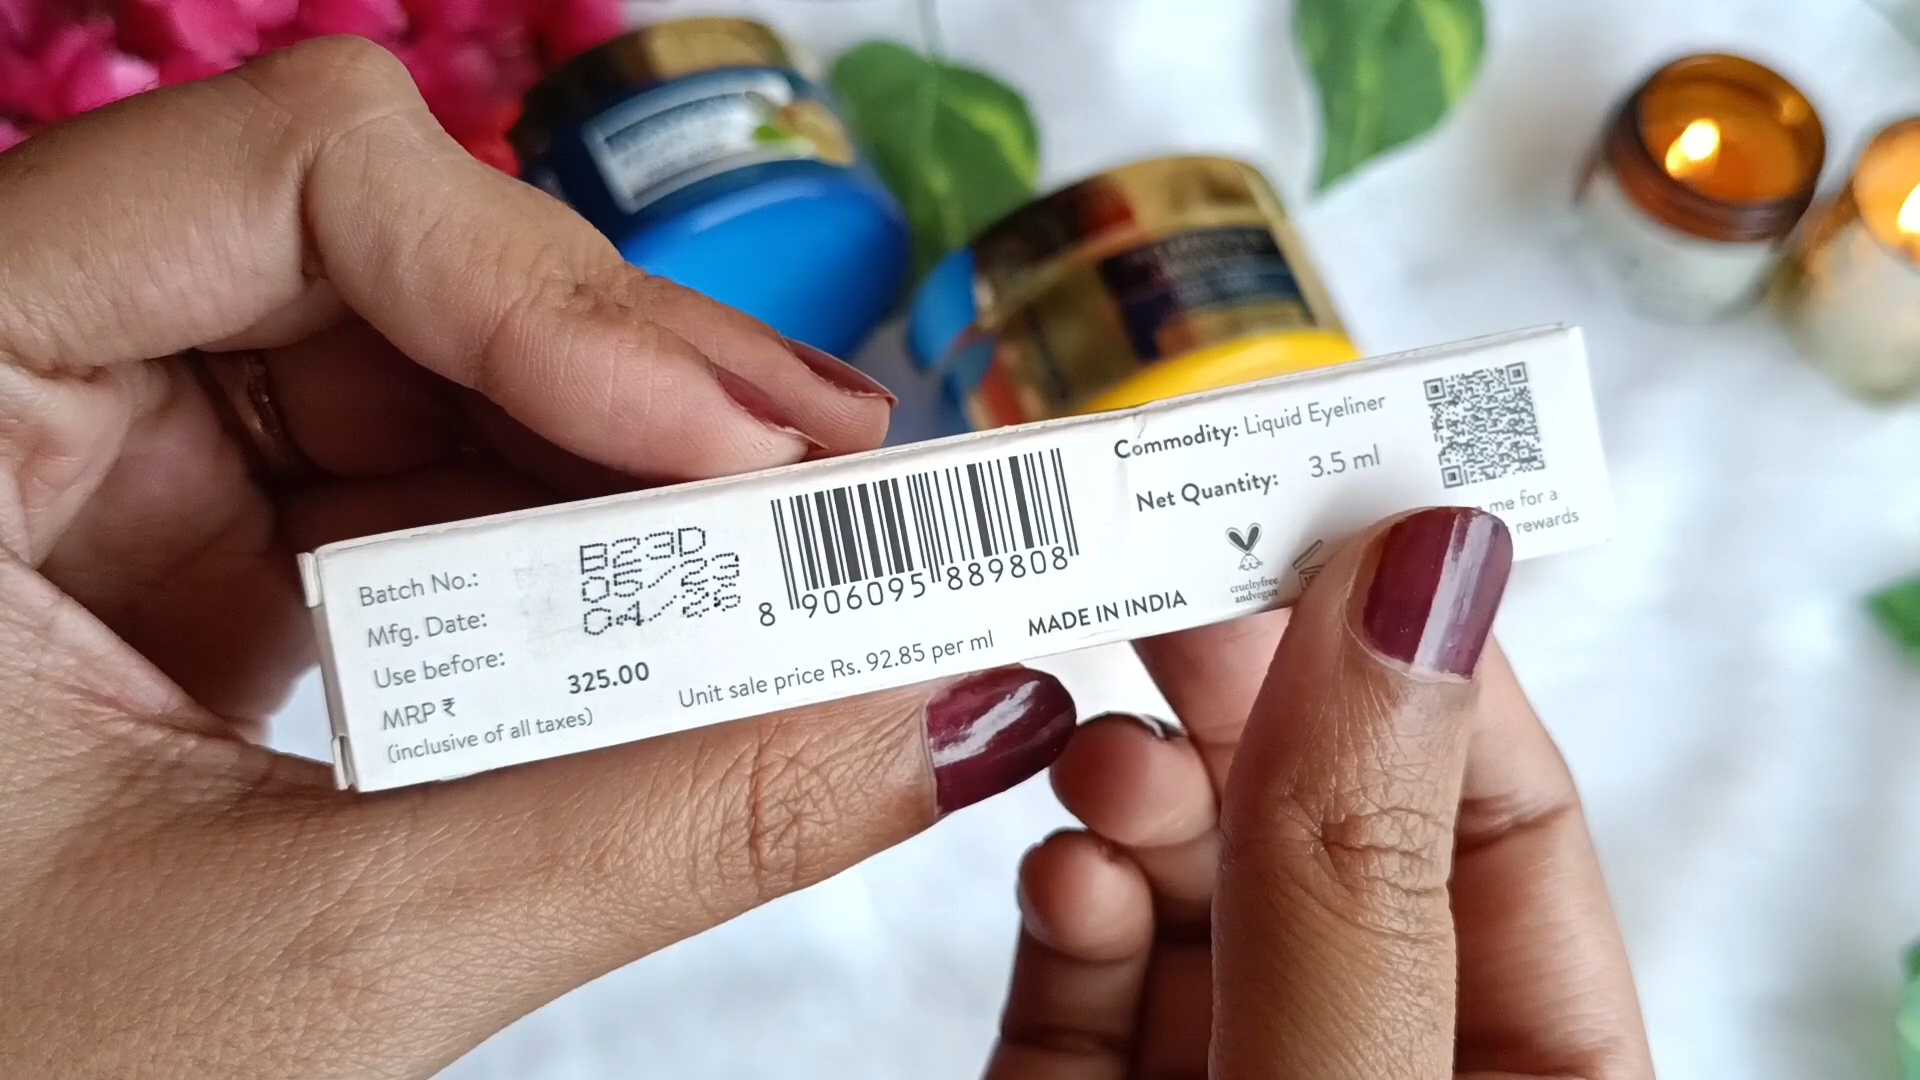 Batch No.:
Mfg. Date:
Use before:
MRP ₹
(inclusive of all taxes)
B23D
05/23
04/26
325.00
Unit sale price Rs. 92.85 per ml
8 906095 889808
MADE IN INDIA
Commodity: Liquid Eyeliner
Net Quantity: 3.5 ml
crueltyfree
andvegan
me for a
rewards